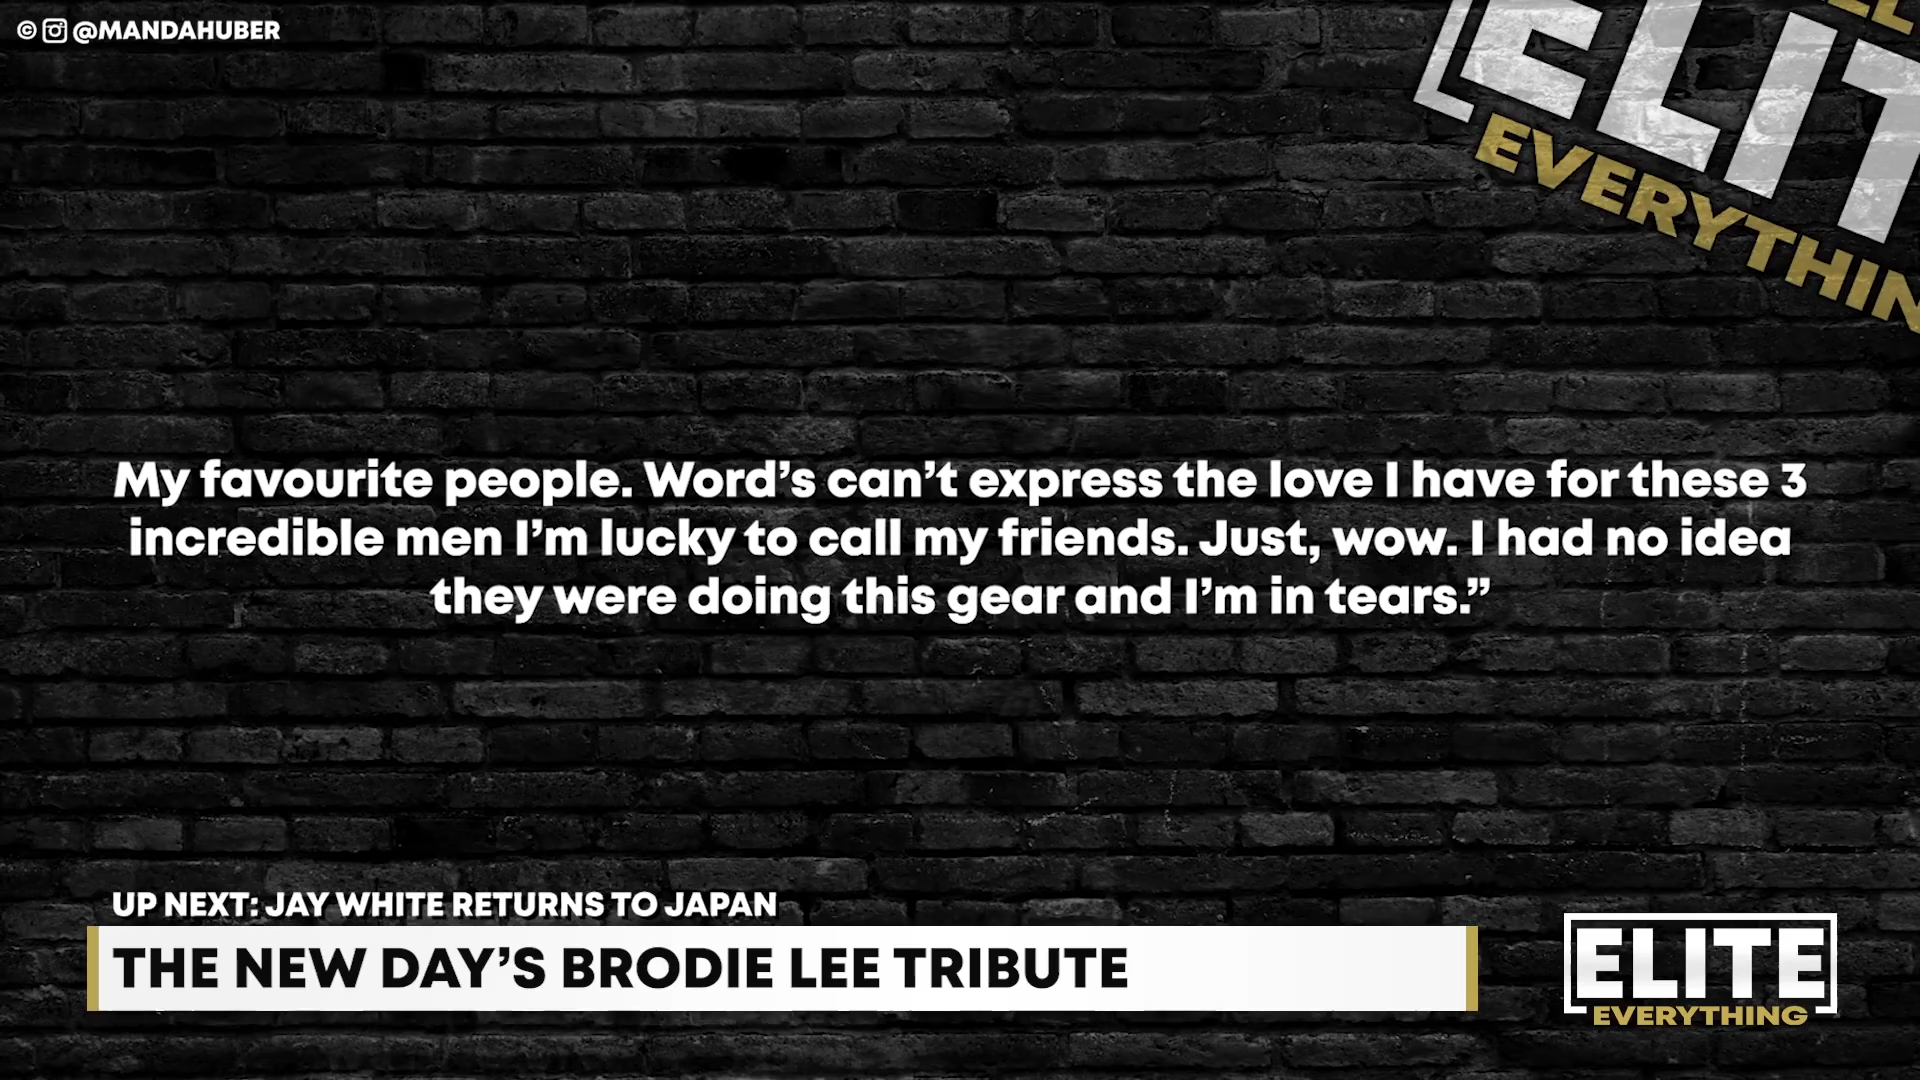 © @MANDAHUBER
ELIT
EVERYTHIN
My favourite people. Word’s can’t express the love I have for these 3
incredible men I’m lucky to call my friends. Just, wow. I had no idea
they were doing this gear and I’m in tears.”
UP NEXT: JAY WHITE RETURNS TO JAPAN
THE NEW DAY’S BRODIE LEE TRIBUTE
ELITE
EVERYTHING